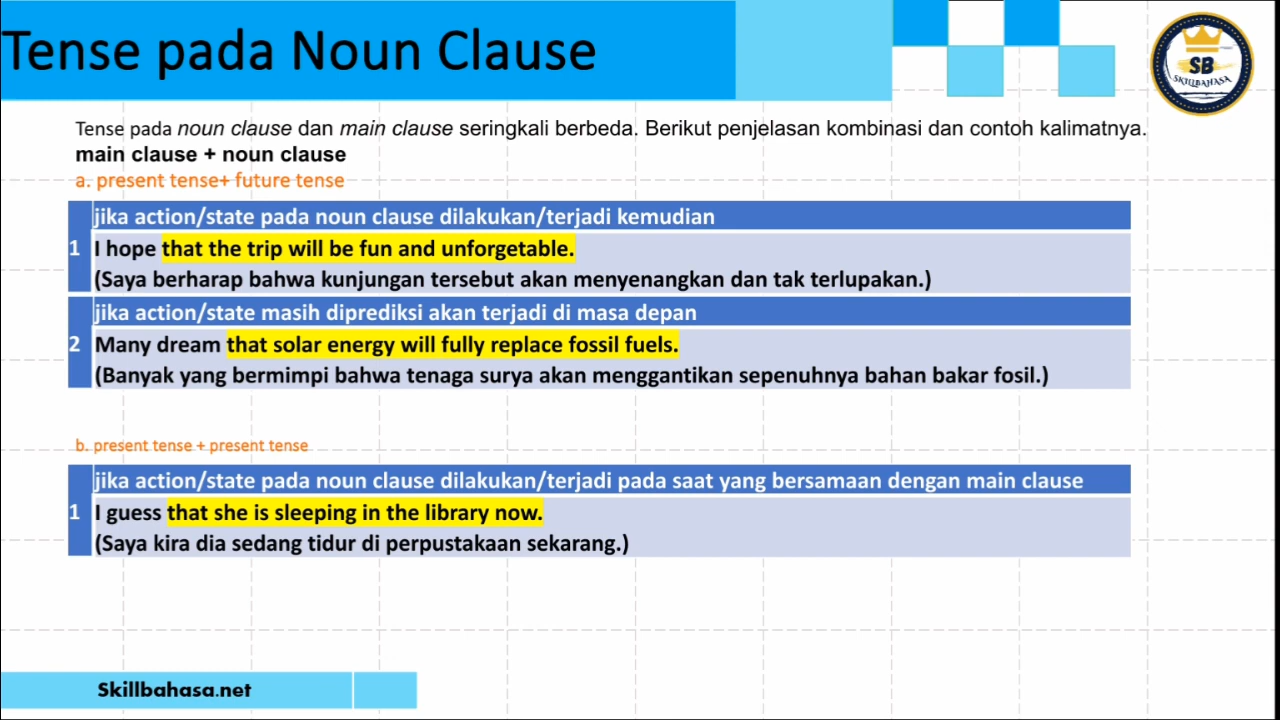 Tense pada Noun Clause
SB
SKILLBAHASA
Tense pada noun clause dan main clause seringkali berbeda. Berikut penjelasan kombinasi dan contoh kalimatnya.
main clause + noun clause
a. present tense+ future tense
jika action/state pada noun clause dilakukan/terjadi kemudian
1 I hope that the trip will be fun and unforgetable.
(Saya berharap bahwa kunjungan tersebut akan menyenangkan dan tak terlupakan.)
jika action/state masih diprediksi akan terjadi di masa depan
2 Many dream that solar energy will fully replace fossil fuels.
(Banyak yang bermimpi bahwa tenaga surya akan menggantikan sepenuhnya bahan bakar fosil.)
b. present tense + present tense
jika action/state pada noun clause dilakukan/terjadi pada saat yang bersamaan dengan main clause
1 I guess that she is sleeping in the library now.
(Saya kira dia sedang tidur di perpustakaan sekarang.)
Skillbahasa.net